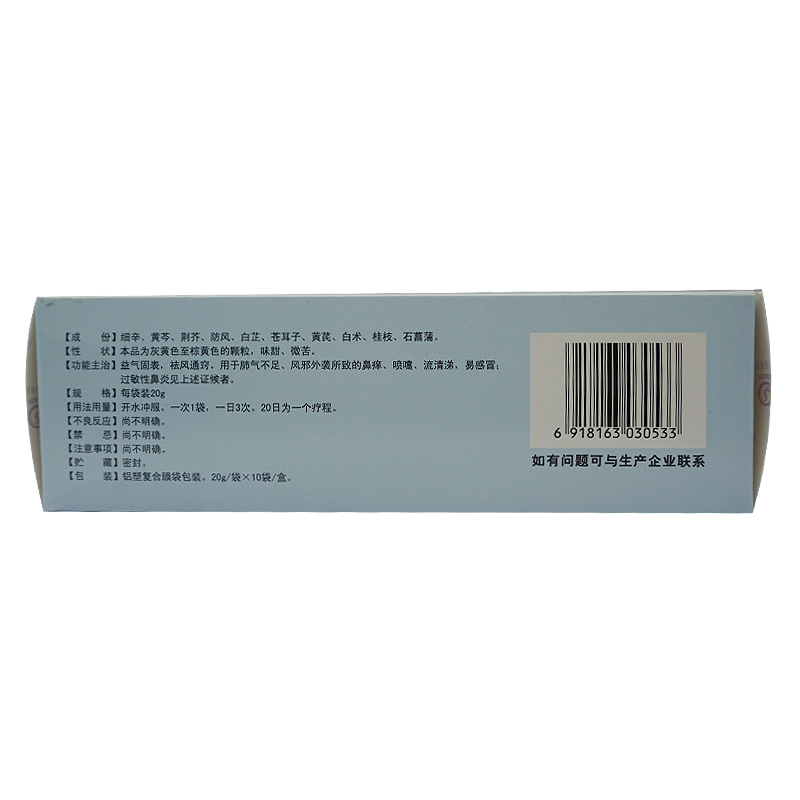 【成　份】细辛、黄芩、荆芥、防风、白芷、苍耳子、黄芪、白术、桂枝、石菖蒲。
【性　状】本品为灰黄色至棕黄色的颗粒，味甜、微苦。
【功能主治】益气固表，祛风通窍。用于肺气不足、风邪外袭所致的鼻痒、喷嚏、流清涕，易感冒；
过敏性鼻炎见上述证候者。
【规　格】每袋装20g
【用法用量】开水冲服。一次1袋，一日3次。20日为一个疗程。
【不良反应】尚不明确。
【禁　忌】尚不明确。
【注意事项】尚不明确。
【贮　藏】密封。
【包　装】铝塑复合膜袋包装。20g/袋×10袋/盒。
6 918163 030533
如有问题可与生产企业联系